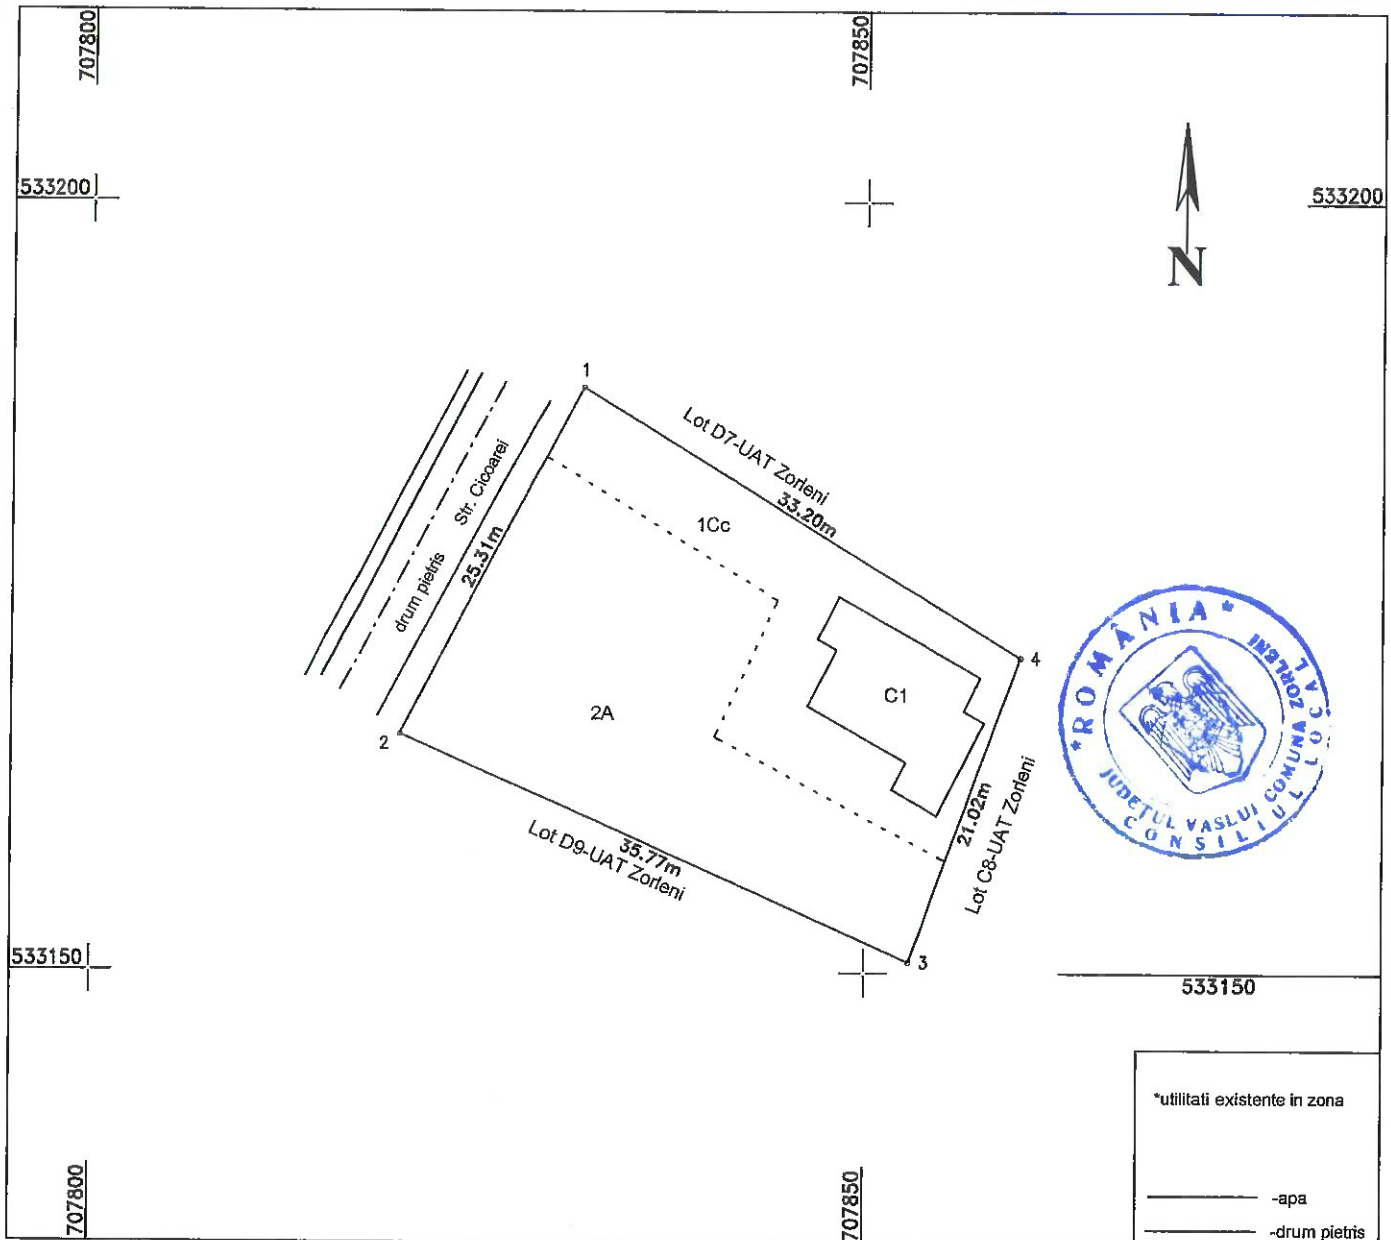 707800
707850
533200
533200
N
1
Lot D7-UAT Zorleni
33.20m
Str. Cicoarei
drum pietris
25.31m
1Cc
4
C1
2A
2
21.02m
Lot C8-UAT Zorleni
35.77m
Lot D9-UAT Zorleni
3
*ROMÂNIA*
CONSILIUL LOCAL
JUDEȚUL VASLUI COMUNA ZORLENI
533150
533150
*utilitati existente in zona
-apa
-drum pietris
707800
707850